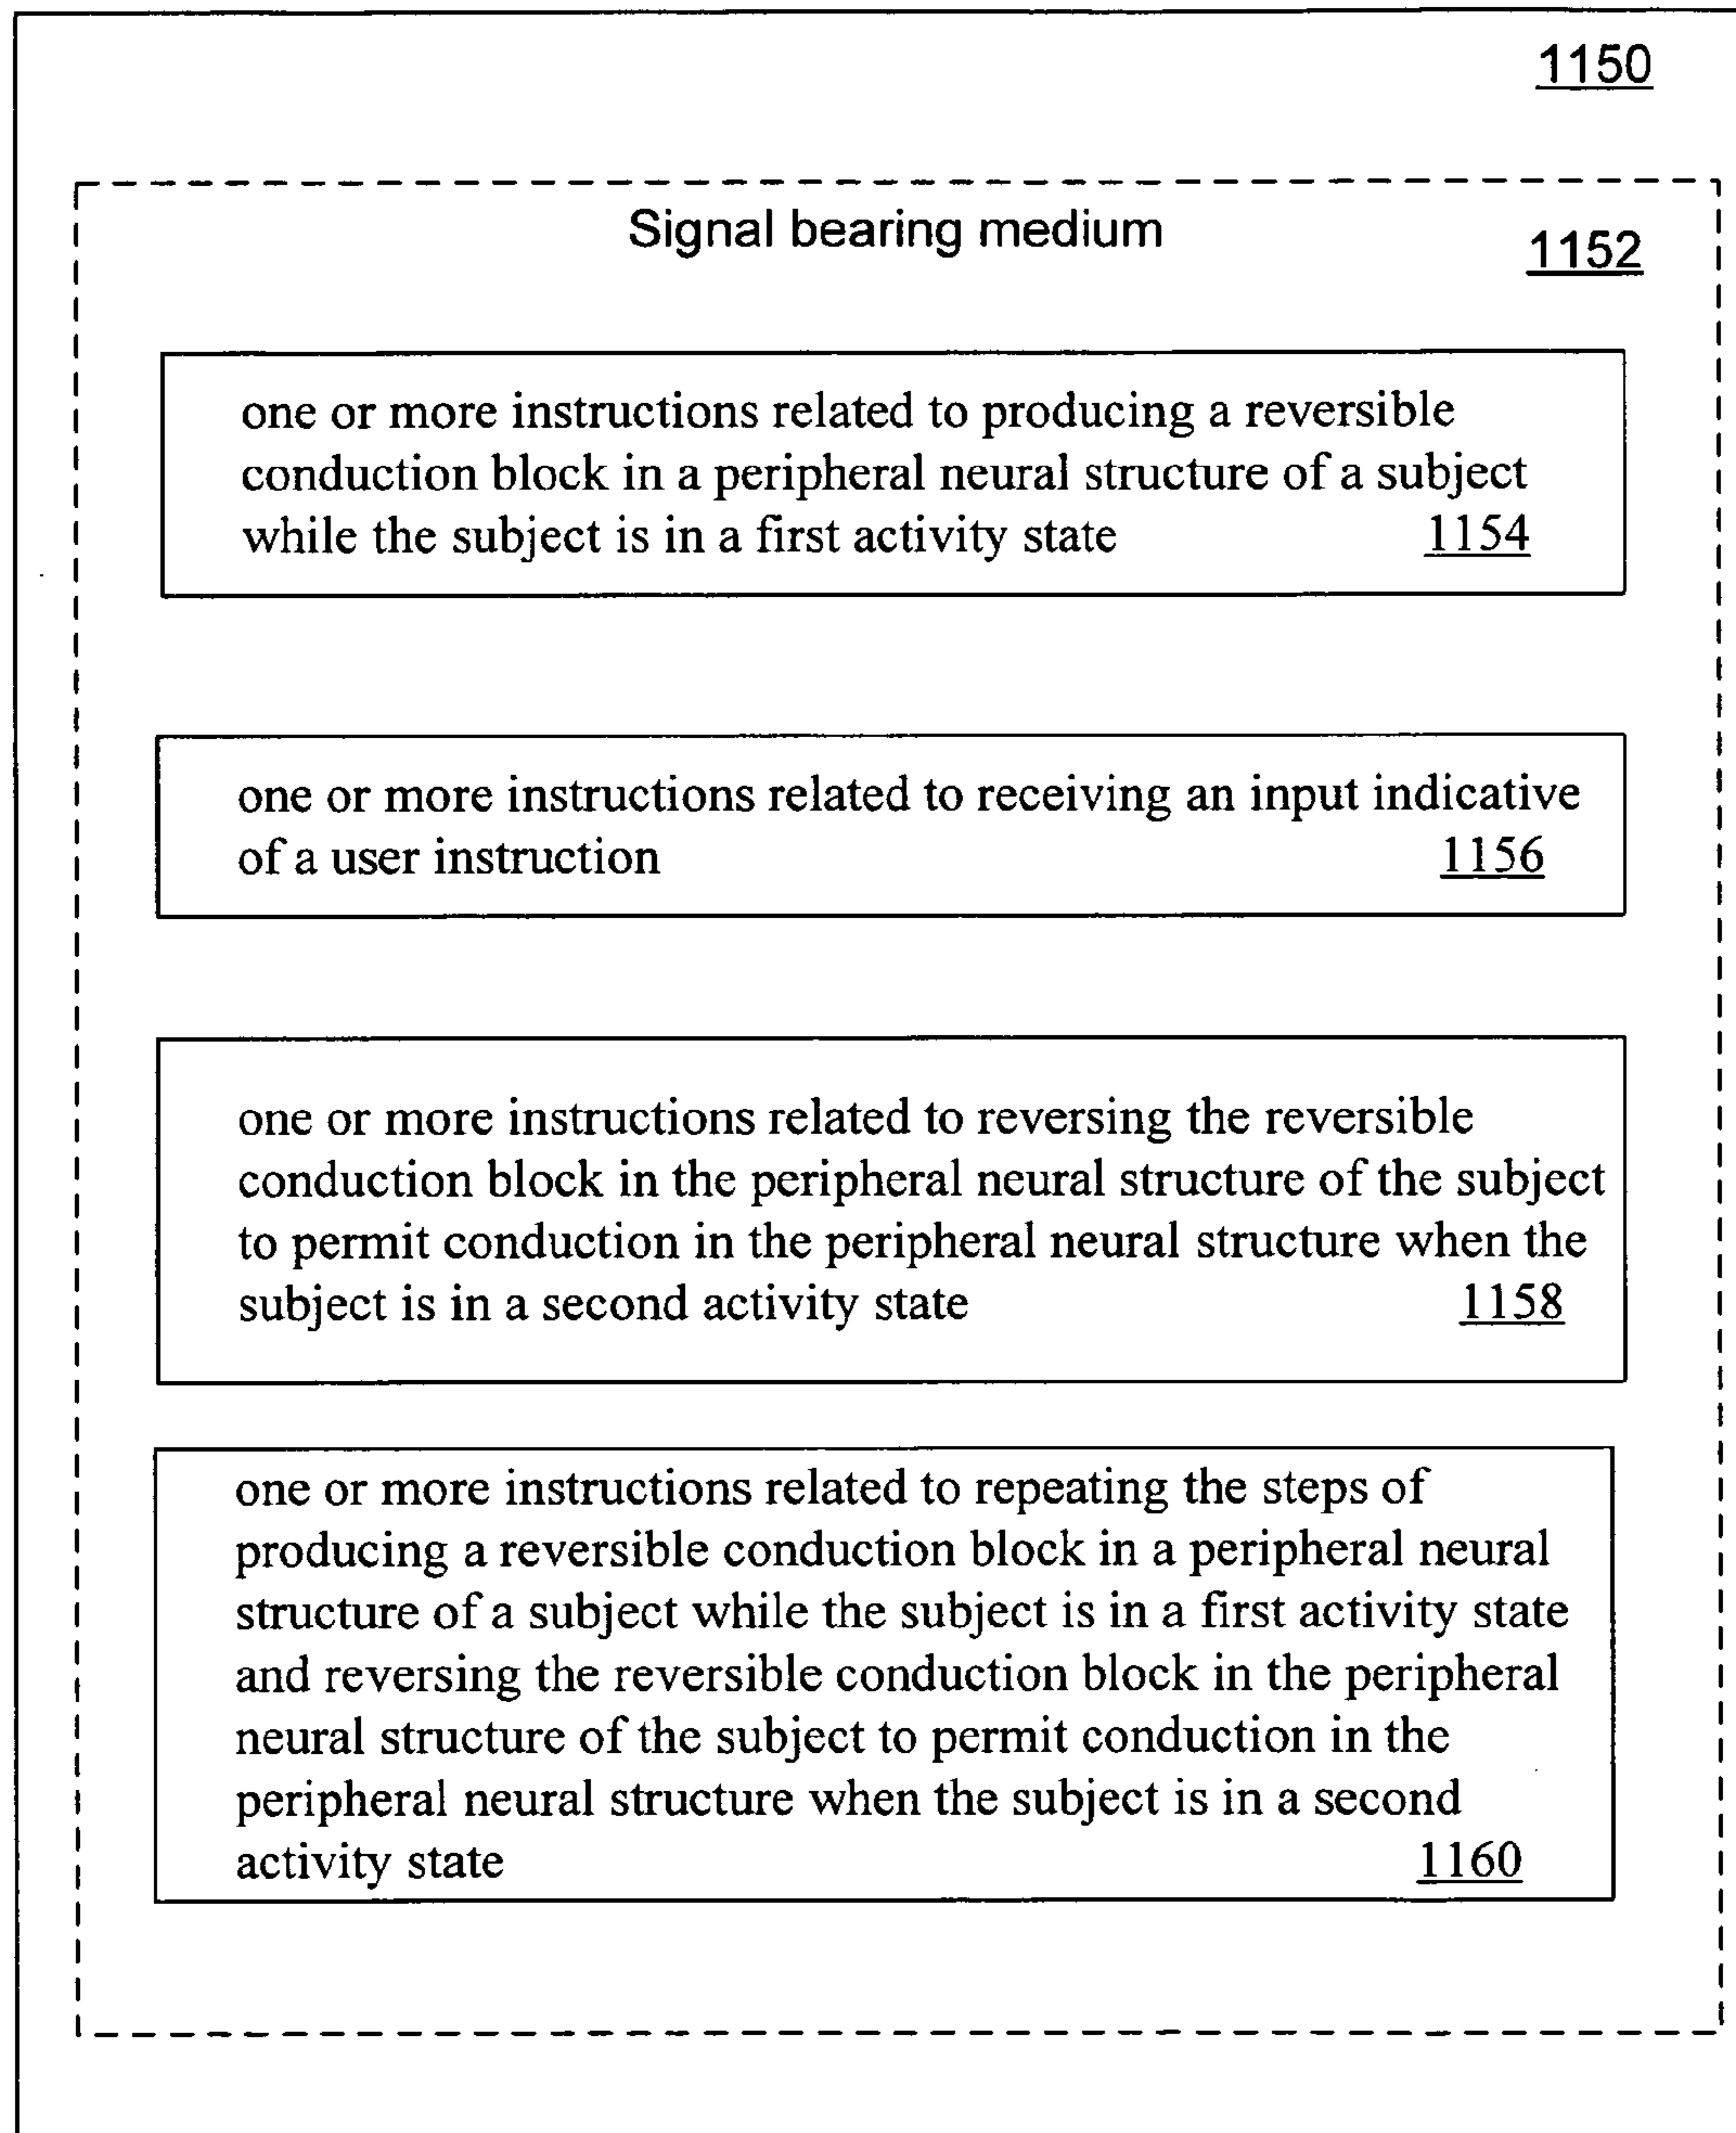 1150
Signal bearing medium
1152
one or more instructions related to producing a reversible
conduction block in a peripheral neural structure of a subject
while the subject is in a first activity state 1154
one or more instructions related to receiving an input indicative
of a user instruction 1156
one or more instructions related to reversing the reversible
conduction block in the peripheral neural structure of the subject
to permit conduction in the peripheral neural structure when the
subject is in a second activity state 1158
one or more instructions related to repeating the steps of
producing a reversible conduction block in a peripheral neural
structure of a subject while the subject is in a first activity state
and reversing the reversible conduction block in the peripheral
neural structure of the subject to permit conduction in the
peripheral neural structure when the subject is in a second
activity state 1160